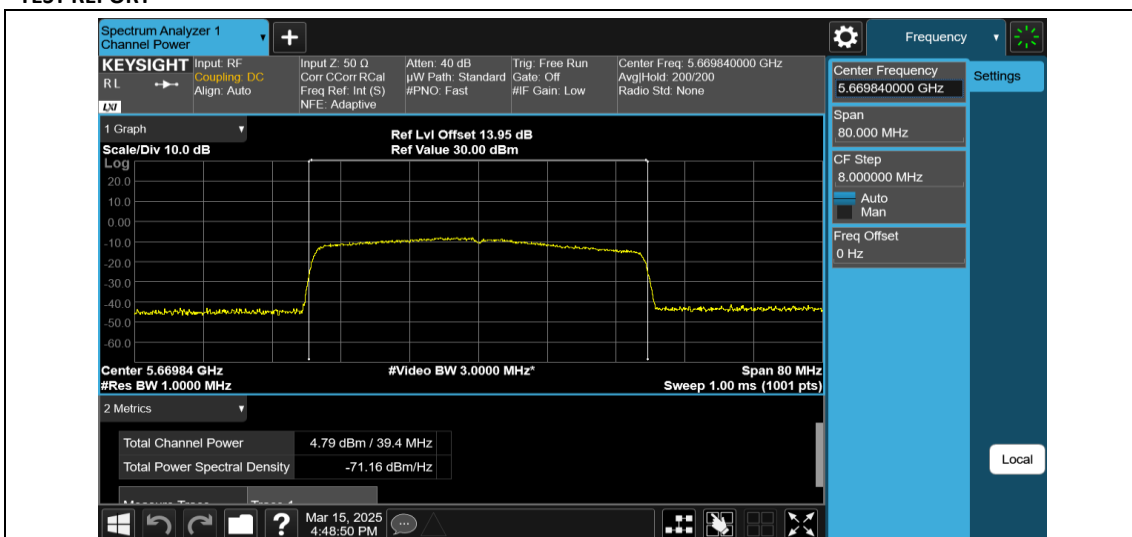 TEST REPORT
Spectrum Analyzer 1
Channel Power
Frequency
KEYSIGHT
R L
LXI
Input: RF
Coupling: DC
Align: Auto
Input Z: 50 Ω
Corr CCorr RCal
Freq Ref: Int (S)
NFE: Adaptive
Atten: 40 dB
µW Path: Standard
#PNO: Fast
Trig: Free Run
Gate: Off
#IF Gain: Low
Center Freq: 5.669840000 GHz
Avg|Hold: 200/200
Radio Std: None
Center Frequency
5.669840000 GHz
Settings
Span
80.000 MHz
CF Step
8.000000 MHz
Auto
Man
Freq Offset
0 Hz
1 Graph
Scale/Div 10.0 dB
Ref Lvl Offset 13.95 dB
Ref Value 30.00 dBm
Log
20.0
10.0
0.00
-10.0
-20.0
-30.0
-40.0
-50.0
-60.0
Center 5.66984 GHz
#Video BW 3.0000 MHz*
Span 80 MHz
#Res BW 1.0000 MHz
Sweep 1.00 ms (1001 pts)
2 Metrics
Total Channel Power 4.79 dBm / 39.4 MHz
Total Power Spectral Density -71.16 dBm/Hz
Local
?
Mar 15, 2025
4:48:50 PM